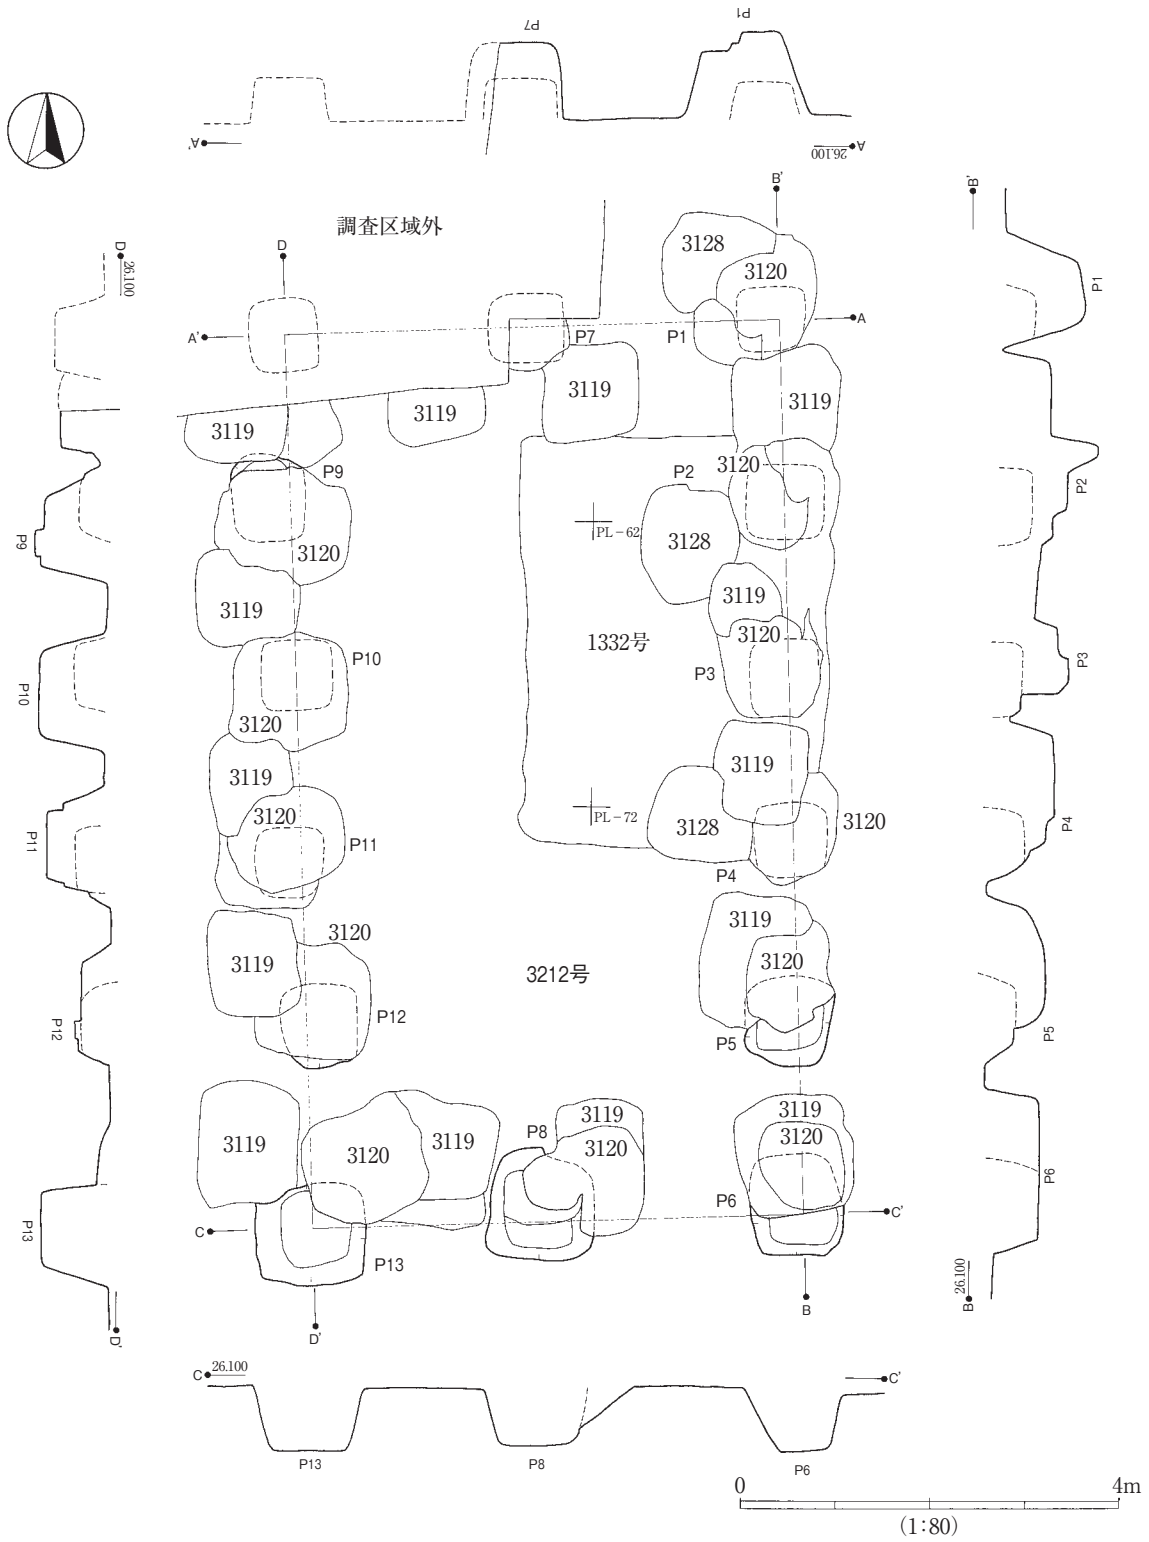 P7
P1
A'
26.100
A
B'
B'
調査区域外
3128
D
D
26.100
3120
P1
A'
A
P7
P1
3119
3119
3119
3119
P9
P2
3120
P2
PL-62
3128
3120
P9
3119
3119
1332号
3120
P10
P3
P3
P10
3120
3119
3119
3120
PL-72
3128
3120
P4
P11
P11
P4
3119
3120
3119
3212号
3120
P12
P12
P5
P5
3119
3119
P8
3119
3119
3120
3120
3120
P6
P6
C
C'
P13
P13
26.100
B
B
D'
D'
C
26.100
C'
P13
P8
P6
0
4m
(1:80)